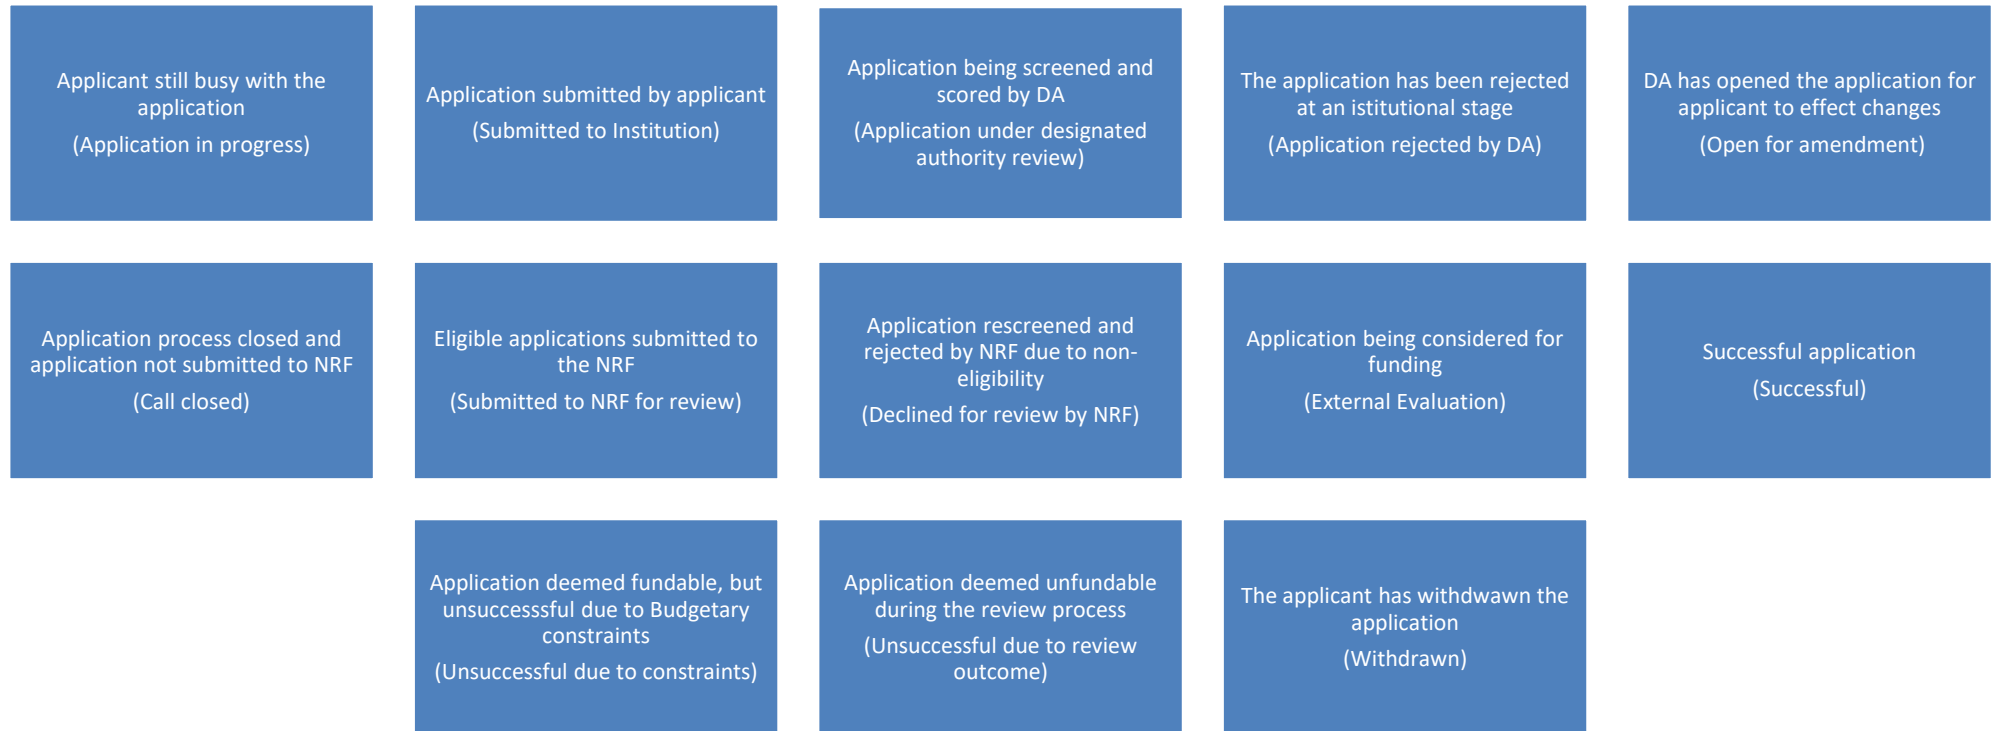 Applicant still busy with the
application
(Application in progress)
Application submitted by applicant
(Submitted to Institution)
Application being screened and
scored by DA
(Application under designated
authority review)
The application has been rejected
at an istitutional stage
(Application rejected by DA)
DA has opened the application for
applicant to effect changes
(Open for amendment)
Application process closed and
application not submitted to NRF
(Call closed)
Eligible applications submitted to
the NRF
(Submitted to NRF for review)
Application rescreened and
rejected by NRF due to non-
eligibility
(Declined for review by NRF)
Application being considered for
funding
(External Evaluation)
Successful application
(Successful)
Application deemed fundable, but
unsuccesssful due to Budgetary
constraints
(Unsuccessful due to constraints)
Application deemed unfundable
during the review process
(Unsuccessful due to review
outcome)
The applicant has withdwawn the
application
(Withdrawn)